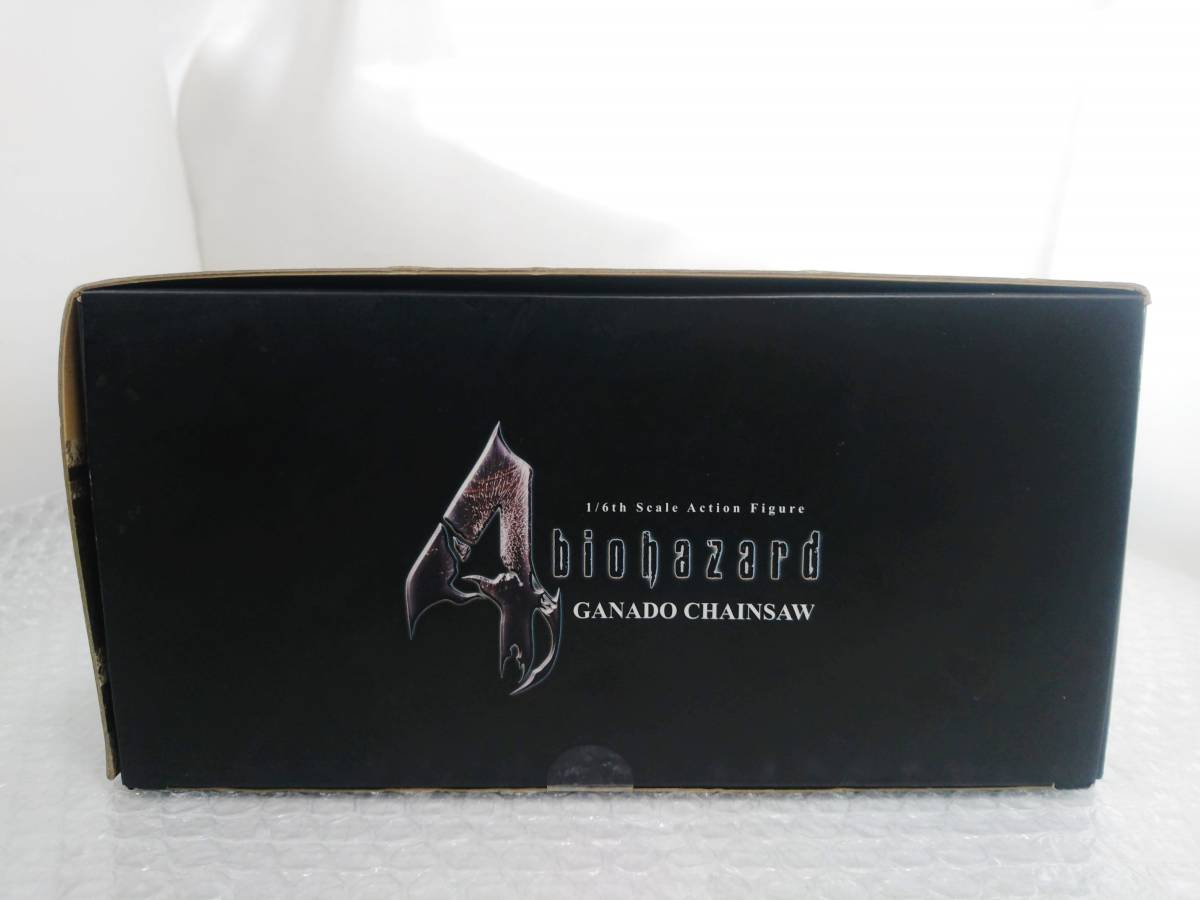 1/6th Scale Action Figure
4 biohazard
GANADO CHAINSAW